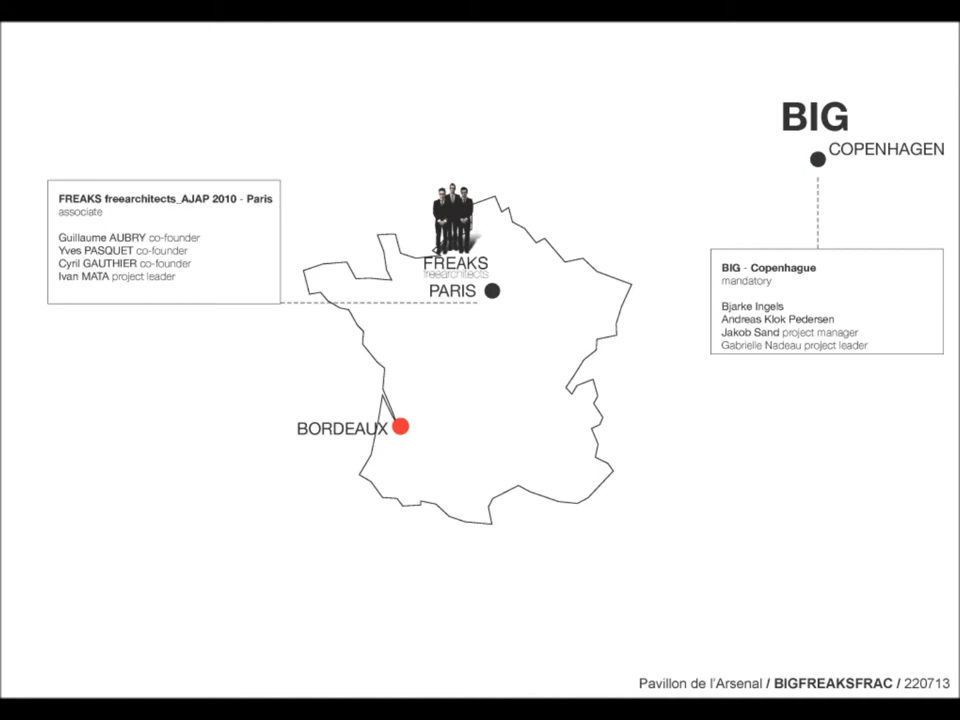 BIG
COPENHAGEN
FREAKS freearchitects_AJAP 2010 - Paris
associate
Guillaume AUBRY co-founder
Yves PASQUET co-founder
Cyril GAUTHIER co-founder
Ivan MATA project leader
FREAKS
freearchitects
PARIS
BIG - Copenhague
mandatory
Bjarke Ingels
Andreas Klok Pedersen
Jakob Sand project manager
Gabrielle Nadeau project leader
BORDEAUX
Pavillon de l'Arsenal / BIGFREAKSFRAC / 220713